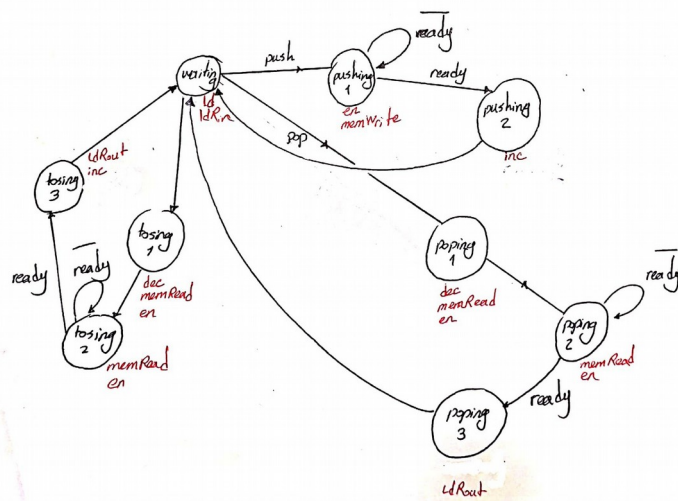 waiting
ld
ldRin
push
pushing
1
en
memWrite
ready
ready
pushing
2
inc
pop
poping
1
dec
memRead
en
poping
2
memRead
en
ready
ready
poping
3
ldRout
tosing
1
dec
memRead
en
tosing
2
memRead
en
ready
ready
tosing
3
ldRout
inc